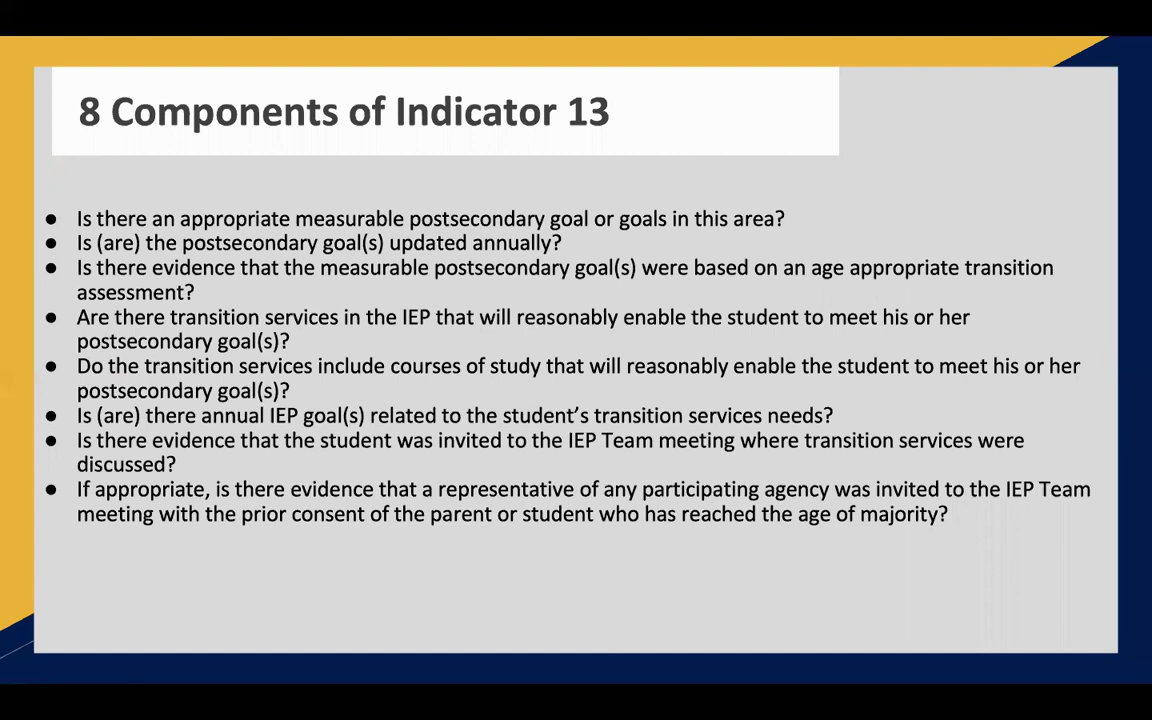 8 Components of Indicator 13
● Is there an appropriate measurable postsecondary goal or goals in this area?
● Is (are) the postsecondary goal(s) updated annually?
● Is there evidence that the measurable postsecondary goal(s) were based on an age appropriate transition
assessment?
● Are there transition services in the IEP that will reasonably enable the student to meet his or her
postsecondary goal(s)?
● Do the transition services include courses of study that will reasonably enable the student to meet his or her
postsecondary goal(s)?
● Is (are) there annual IEP goal(s) related to the student’s transition services needs?
● Is there evidence that the student was invited to the IEP Team meeting where transition services were
discussed?
● If appropriate, is there evidence that a representative of any participating agency was invited to the IEP Team
meeting with the prior consent of the parent or student who has reached the age of majority?